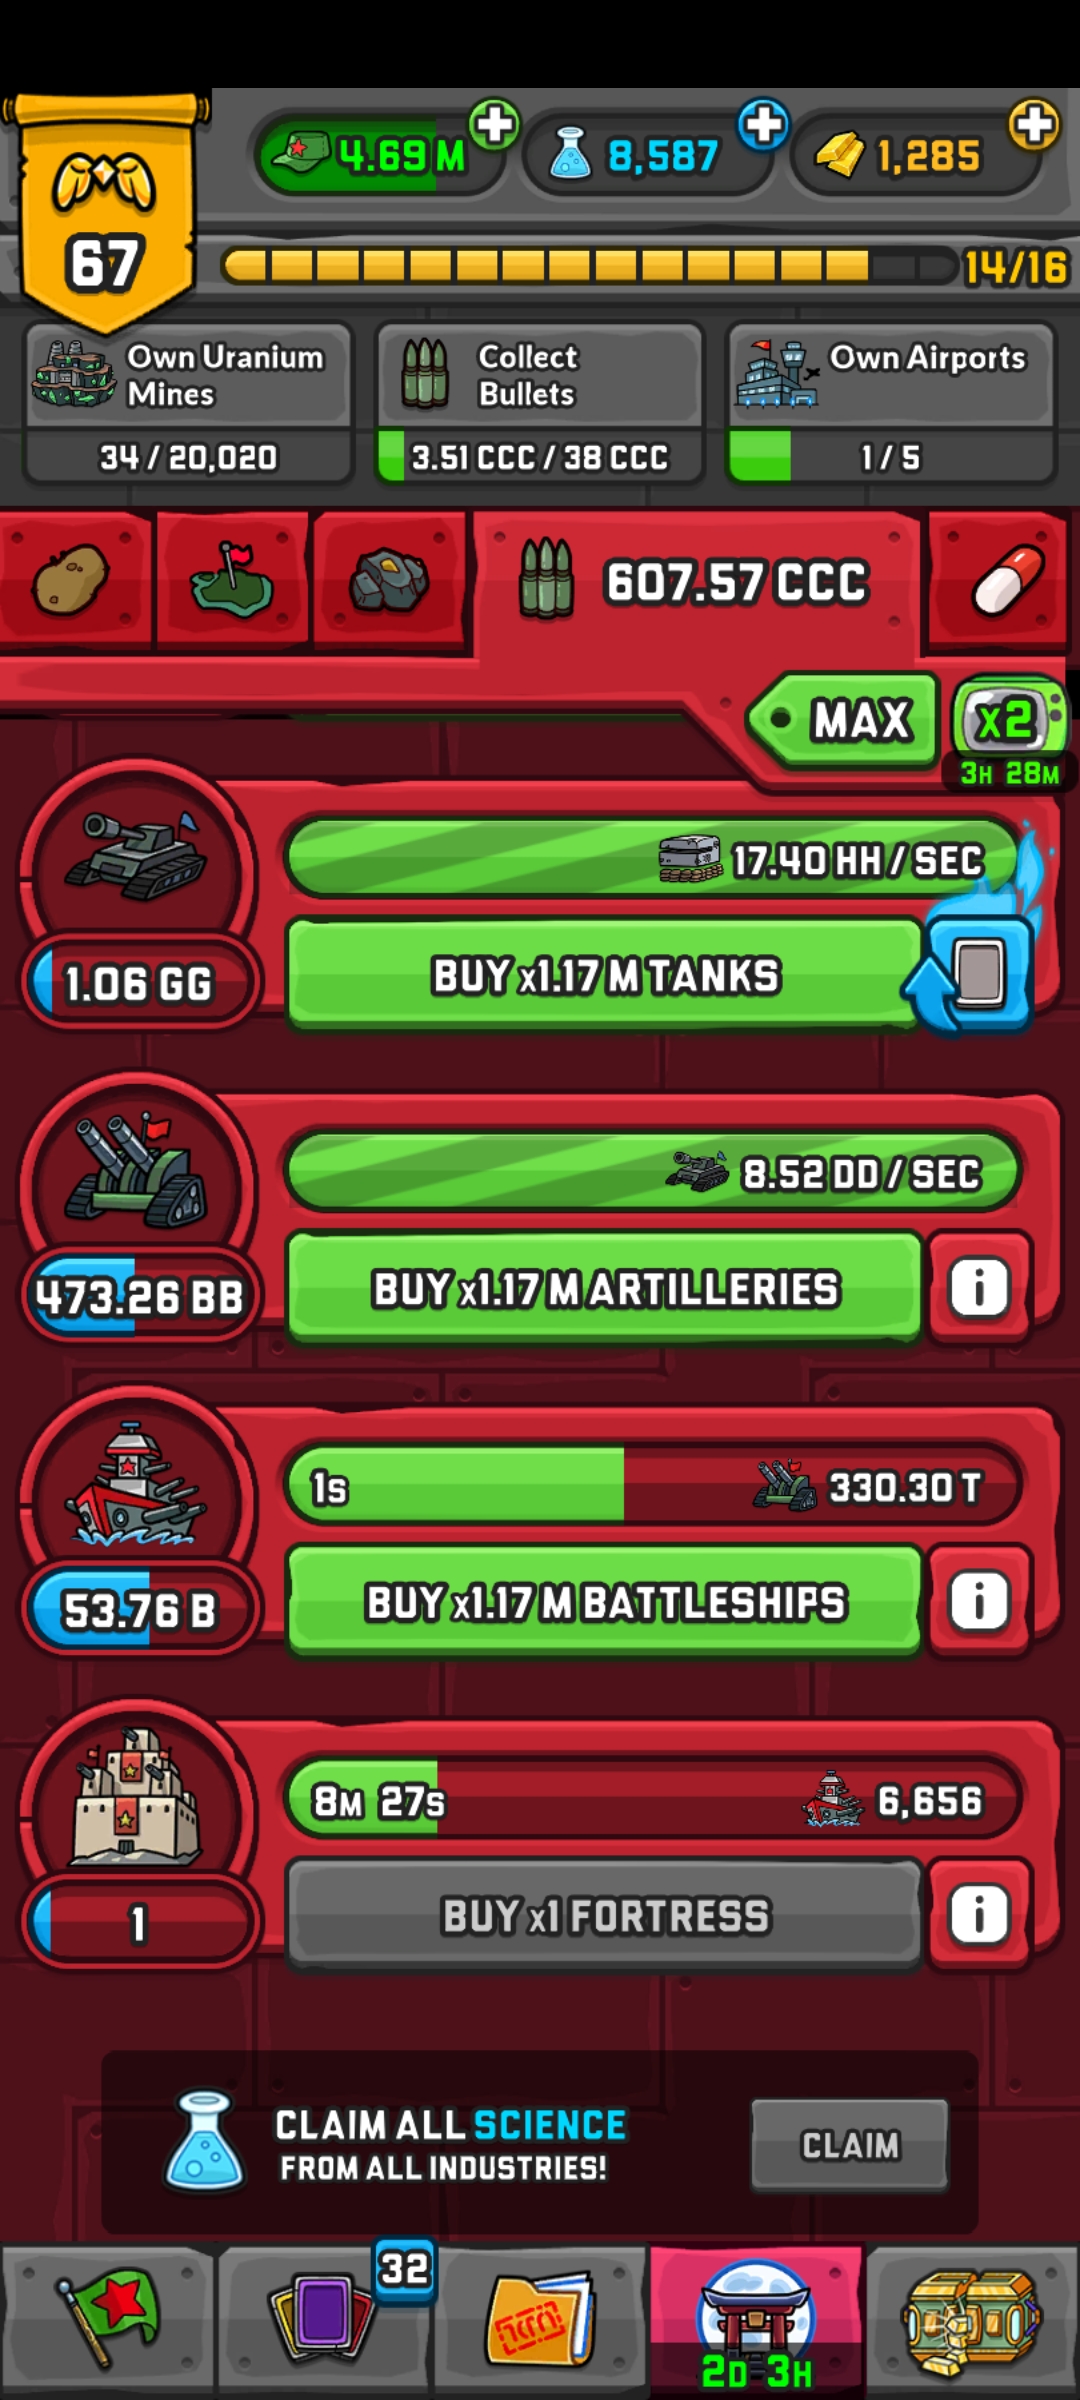 4.69 M
8,587
1,285
67
14/16
Own Uranium
Mines
34 / 20,020
Collect
Bullets
3.51 CCC / 38 CCC
Own Airports
1 / 5
607.57 CCC
MAX
x2
3H 28M
17.40 HH / SEC
BUY x1.17 M TANKS
1.06 GG
8.52 DD / SEC
BUY x1.17 M ARTILLERIES
473.26 BB
i
1S
330.30 T
BUY x1.17 M BATTLESHIPS
53.76 B
i
8M 27S
6,656
BUY x1 FORTRESS
1
i
CLAIM ALL SCIENCE
FROM ALL INDUSTRIES!
CLAIM
32
2D 3H